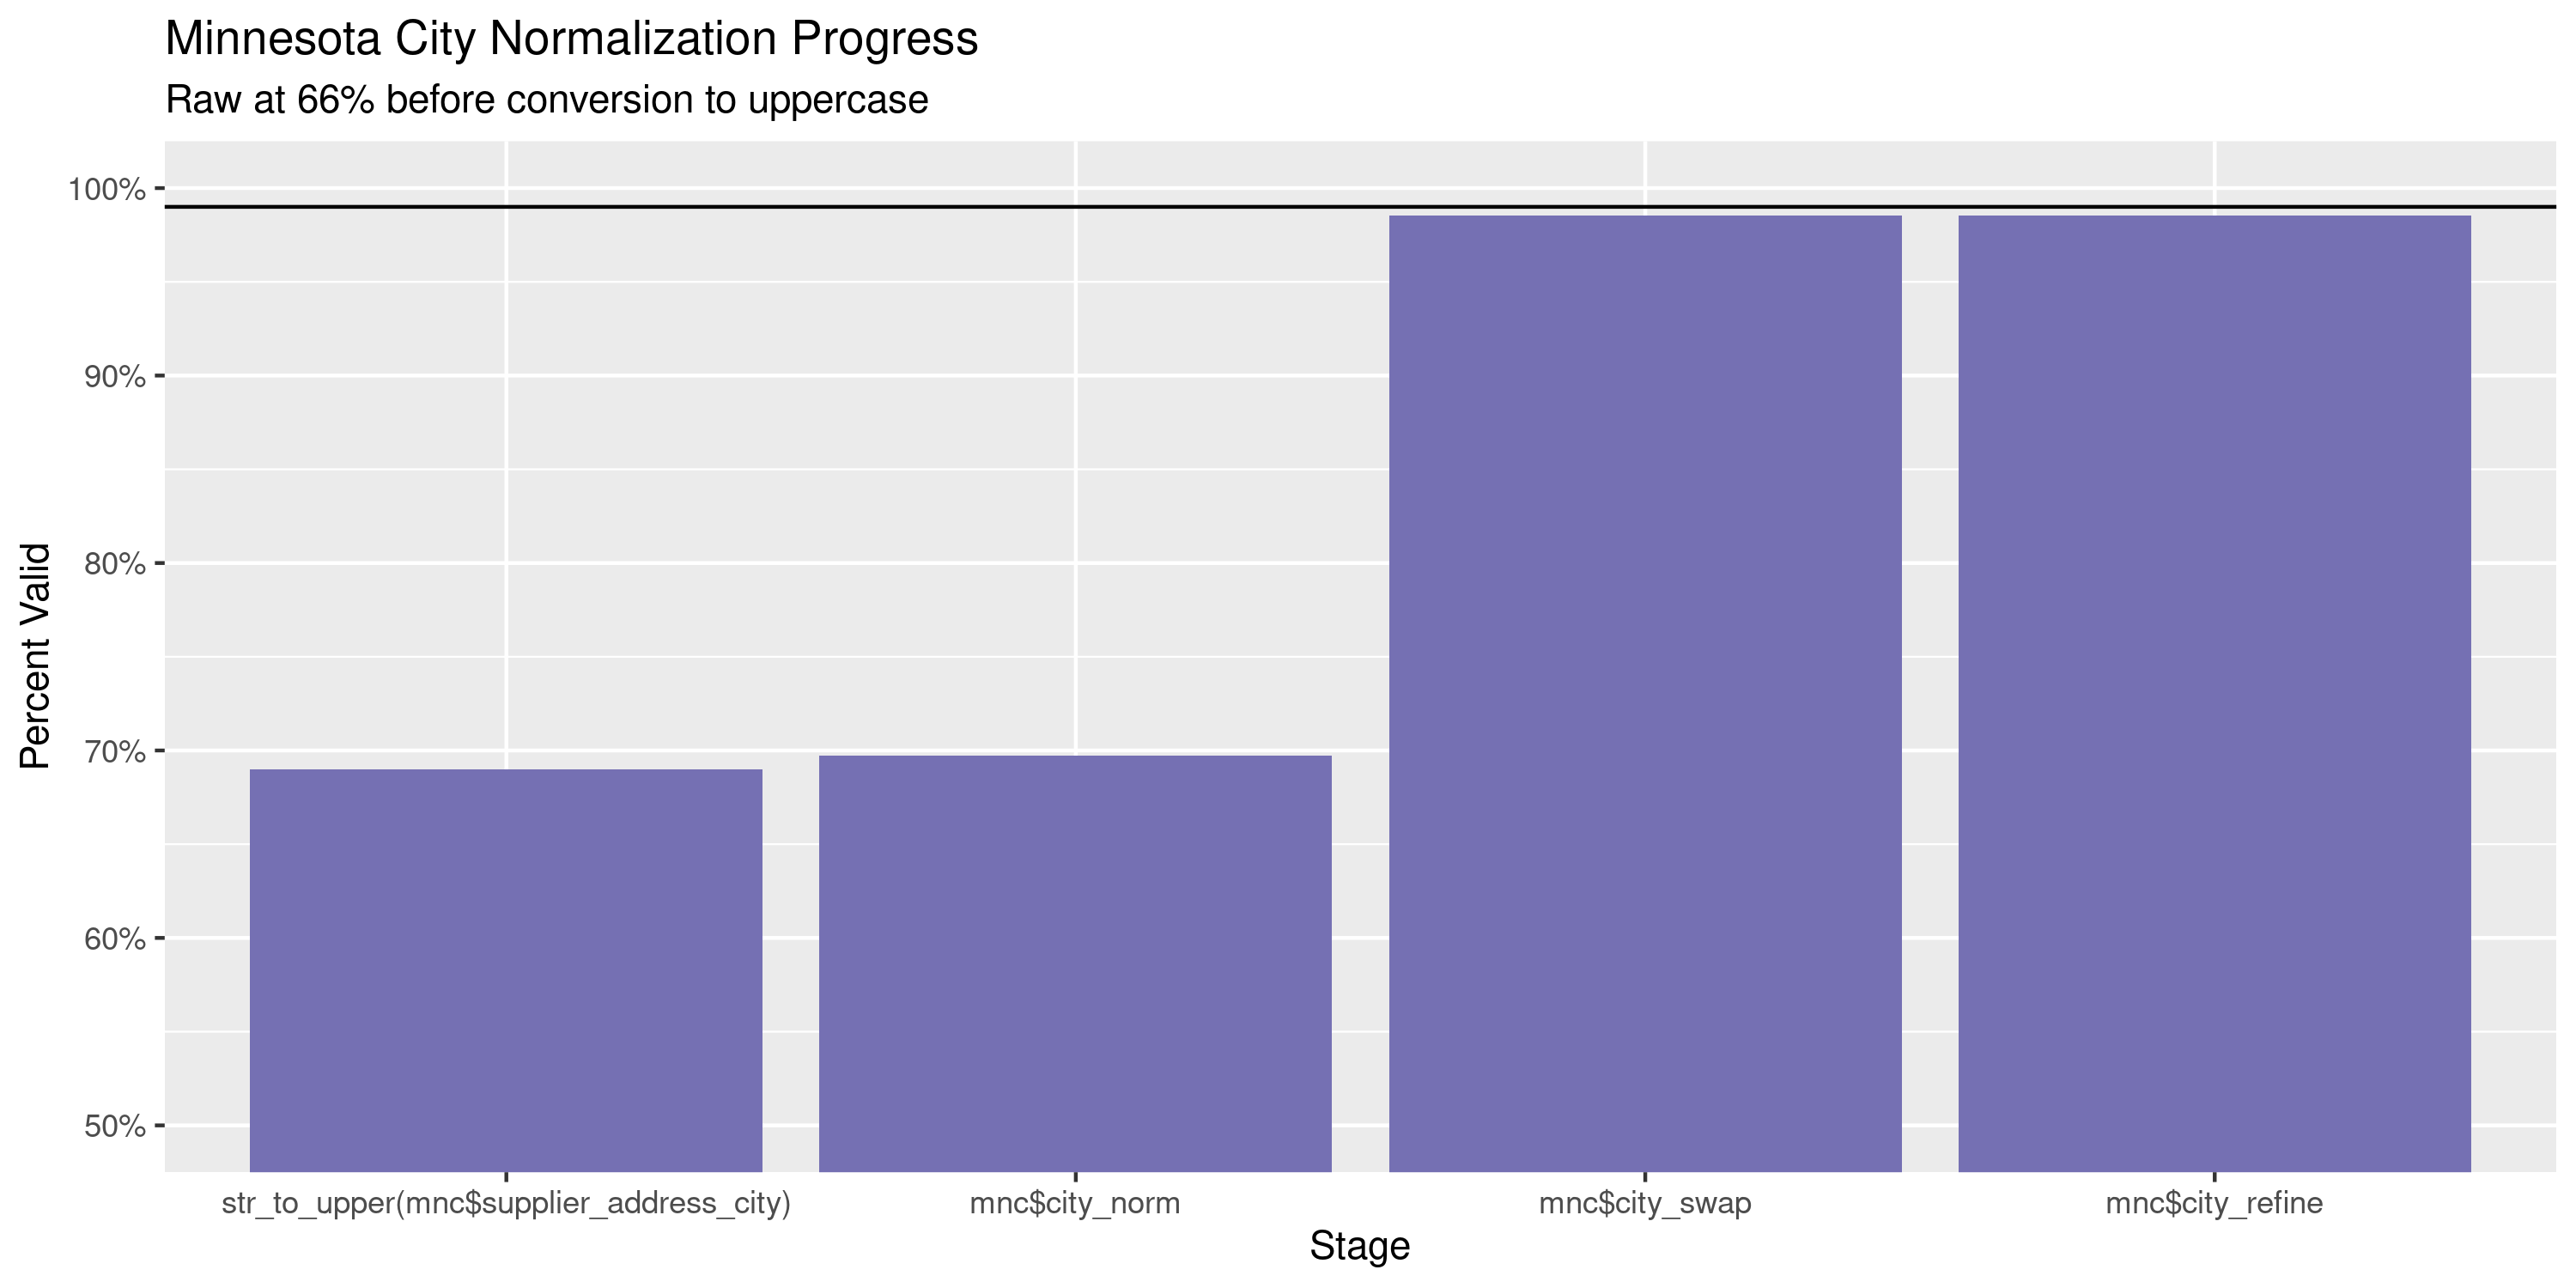 Minnesota City Normalization Progress
Raw at 66% before conversion to uppercase
100%
90%
80%
70%
60%
50%
Percent Valid
str_to_upper(mnc$supplier_address_city)
mnc$city_norm
mnc$city_swap
mnc$city_refine
Stage